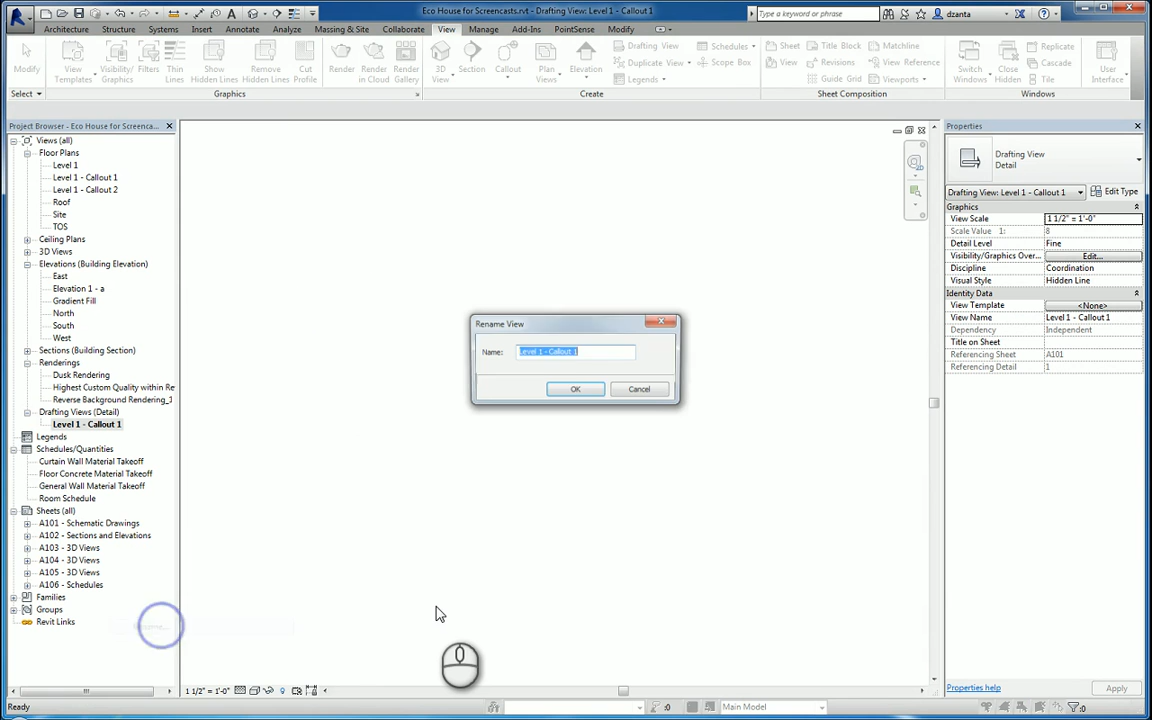 Eco House for Screencasts.rvt - Drafting View: Level 1 - Callout 1
Type a keyword or phrase
dzanta
Architecture Structure Systems Insert Annotate Analyze Massing & Site Collaborate View Manage Add-Ins PointSense Modify
Modify
View Templates
Visibility/ Graphics
Filters
Thin Lines
Show Hidden Lines
Remove Hidden Lines
Cut Profile
Render
Render in Cloud
Render Gallery
3D View
Section
Callout
Plan Views
Elevation
Drafting View
Duplicate View
Legends
Schedules
Scope Box
Sheet
View
Title Block
Revisions
Guide Grid
Matchline
View Reference
Viewports
Switch Windows
Close Hidden
Replicate
Cascade
Tile
User Interface
Select
Graphics
Create
Sheet Composition
Windows
Project Browser - Eco House for Screenca...
Views (all)
Floor Plans
Level 1
Level 1 - Callout 1
Level 1 - Callout 2
Roof
Site
TOS
Ceiling Plans
3D Views
Elevations (Building Elevation)
East
Elevation 1 - a
Gradient Fill
North
South
West
Sections (Building Section)
Renderings
Dusk Rendering
Highest Custom Quality within Re
Reverse Background Rendering_1
Drafting Views (Detail)
Level 1 - Callout 1
Legends
Schedules/Quantities
Curtain Wall Material Takeoff
Floor Concrete Material Takeoff
General Wall Material Takeoff
Room Schedule
Sheets (all)
A101 - Schematic Drawings
A102 - Sections and Elevations
A103 - 3D Views
A104 - 3D Views
A105 - 3D Views
A106 - Schedules
Families
Groups
Revit Links
Rename View
Name: Level 1 - Callout 1
OK Cancel
Properties
Drafting View
Detail
Drafting View: Level 1 - Callout 1 Edit Type
Graphics
View Scale 1 1/2" = 1'-0"
Scale Value 1: 8
Detail Level Fine
Visibility/Graphics Over... Edit...
Discipline Coordination
Visual Style Hidden Line
Identity Data
View Template <None>
View Name Level 1 - Callout 1
Dependency Independent
Title on Sheet
Referencing Sheet A101
Referencing Detail 1
Properties help Apply
1 1/2" = 1'-0"
Ready
:0
Main Model
:0